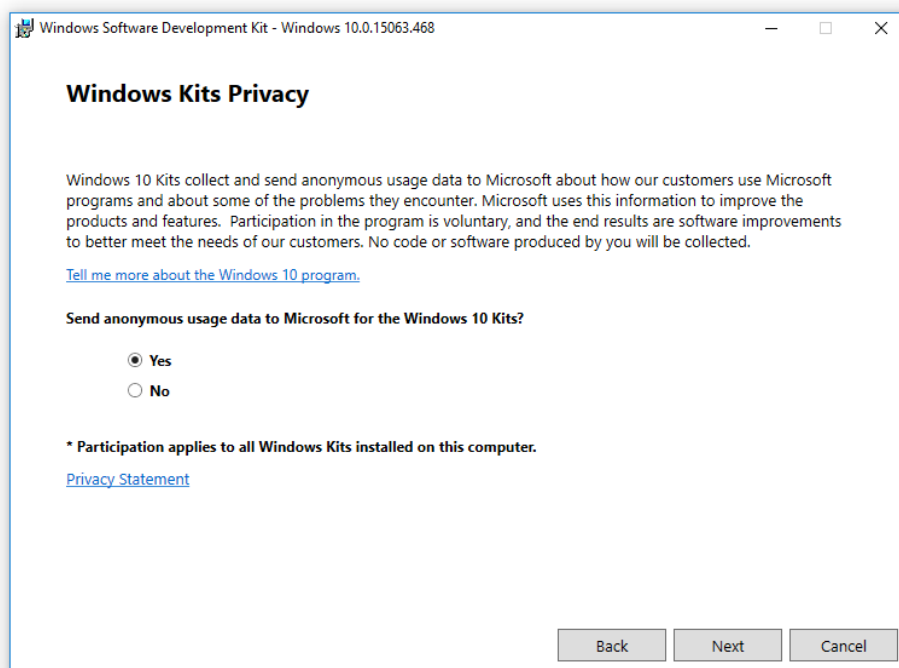 Windows Software Development Kit - Windows 10.0.15063.468
Windows Kits Privacy
Windows 10 Kits collect and send anonymous usage data to Microsoft about how our customers use Microsoft
programs and about some of the problems they encounter. Microsoft uses this information to improve the
products and features.  Participation in the program is voluntary, and the end results are software improvements
to better meet the needs of our customers. No code or software produced by you will be collected.
Tell me more about the Windows 10 program.
Send anonymous usage data to Microsoft for the Windows 10 Kits?
Yes
No
* Participation applies to all Windows Kits installed on this computer.
Privacy Statement
Back Next Cancel